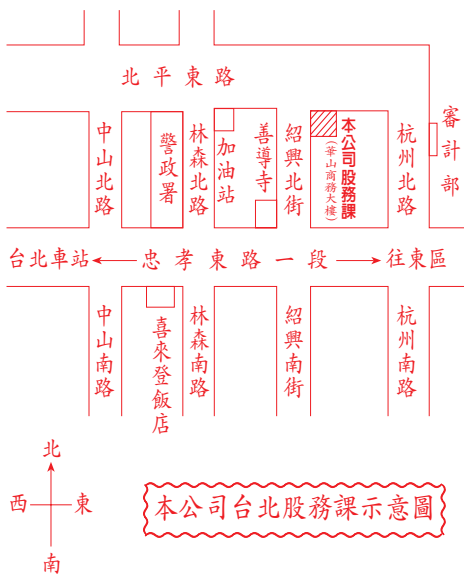 北平東路
中山北路
警政署
林森北路
加油站
善導寺
紹興北街
本公司股務課
(華山商務大樓)
杭州北路
審計部
台北車站
忠孝東路一段
往東區
中山南路
喜來登飯店
林森南路
紹興南街
杭州南路
北
西
東
南
本公司台北股務課示意圖